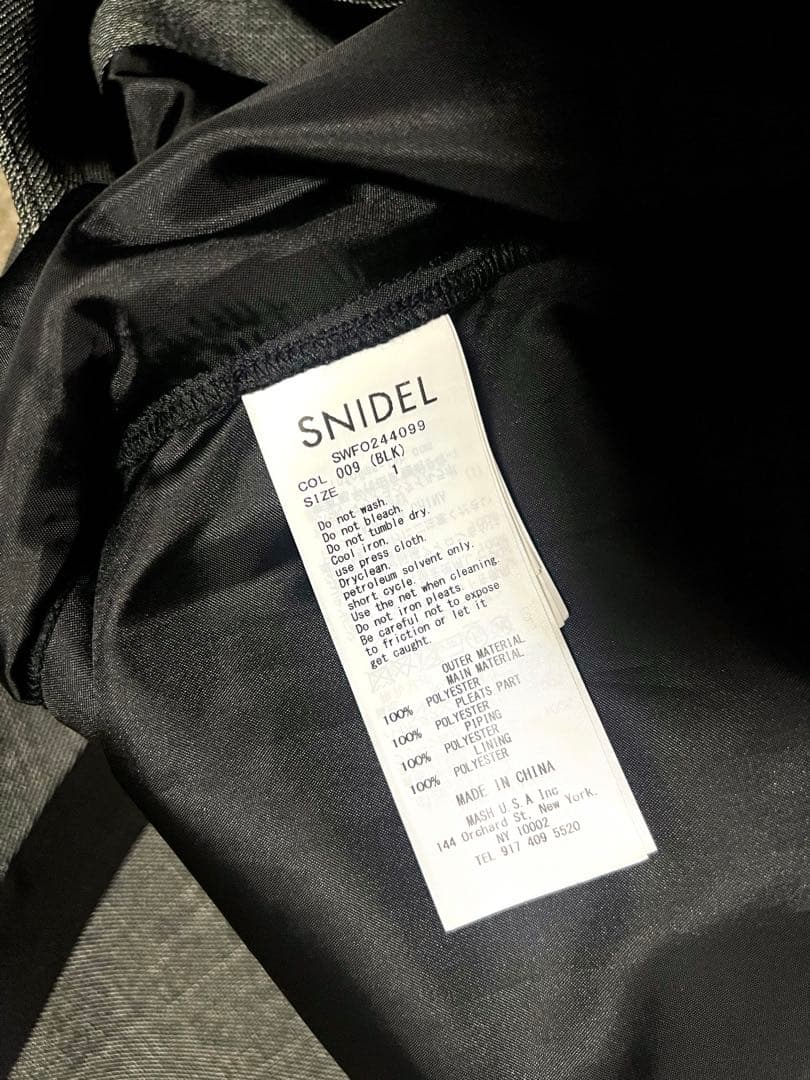 SNIDEL
SWFO244099
COL 009 (BLK)
SIZE 1
Do not wash.
Do not bleach.
Do not tumble dry.
Cool iron.
use press cloth.
Dryclean.
petroleum solvent only.
short cycle.
Use the net when cleaning.
Do not iron pleats.
Be careful not to expose
to friction or let it
get caught.
OUTER MATERIAL
MAIN MATERIAL
100% POLYESTER
PLEATS PART
100% POLYESTER
PIPING
100% POLYESTER
LINING
100% POLYESTER
MADE IN CHINA
MASH U.S.A Inc
144 Orchard St, New York.
NY 10002
TEL 917 409 5520